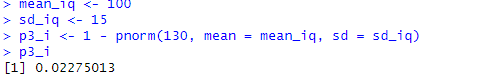 > mean_iq <- 100
> sd_iq <- 15
> p3_i <- 1 - pnorm(130, mean = mean_iq, sd = sd_iq)
> p3_i
[1] 0.02275013